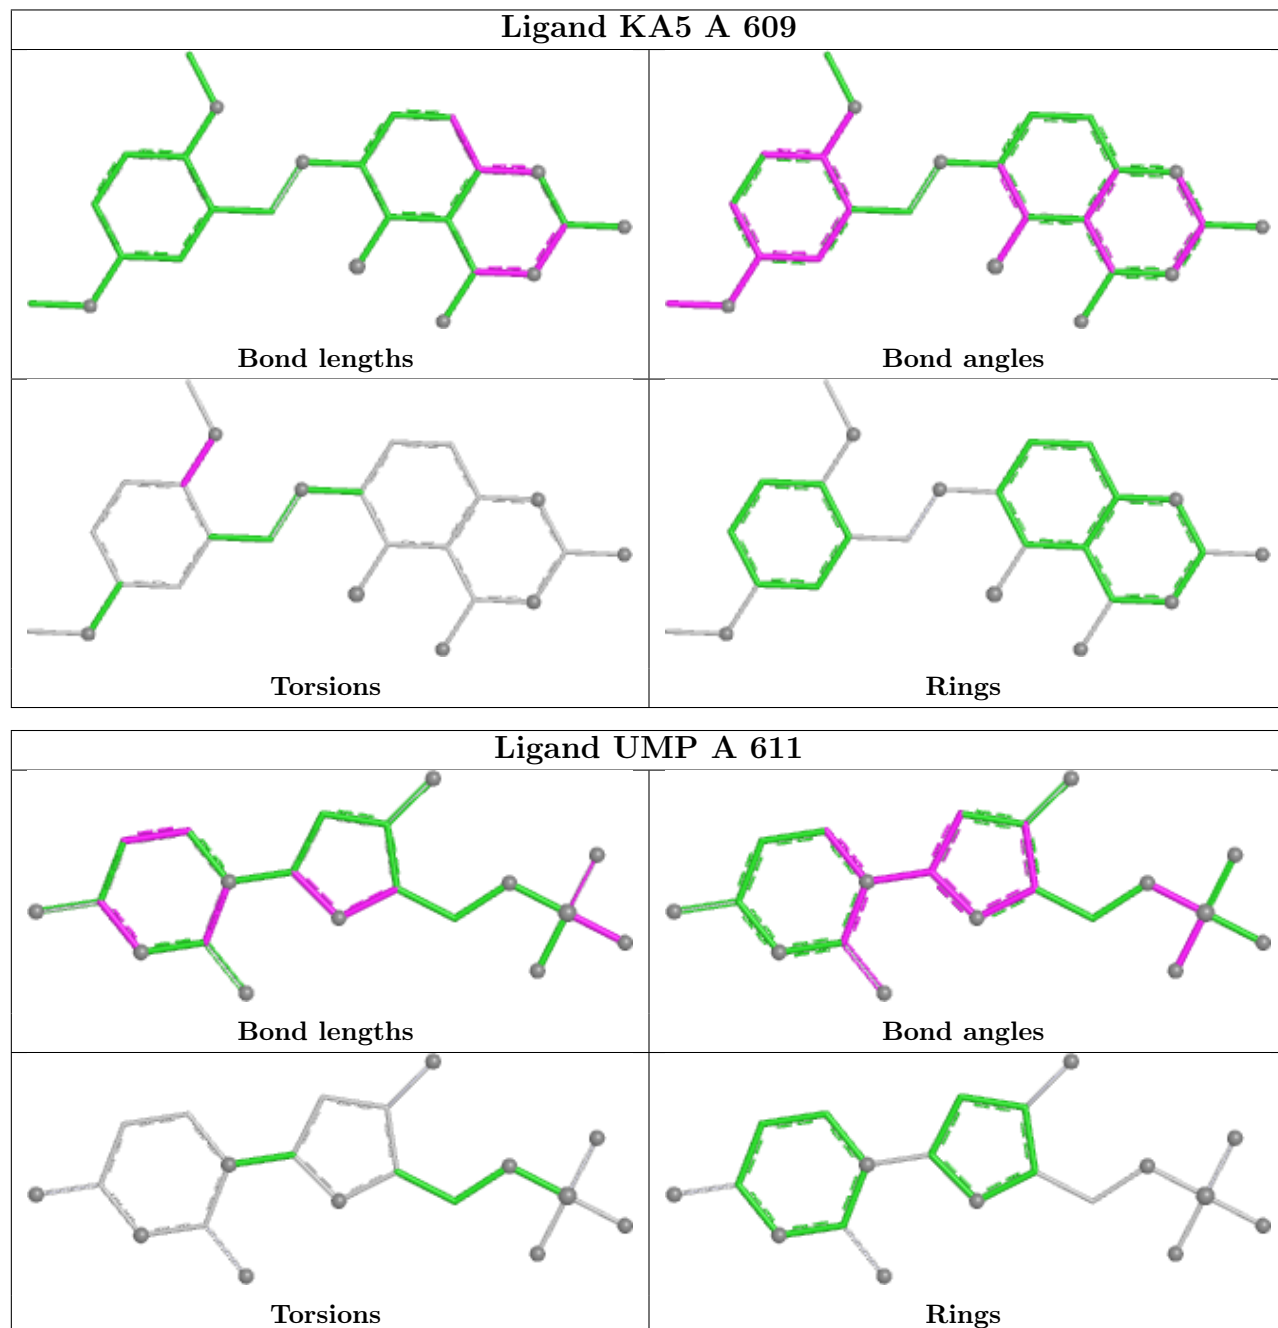 Ligand KA5 A 609
Bond lengths
Bond angles
Torsions
Rings
Ligand UMP A 611
Bond lengths
Bond angles
Torsions
Rings